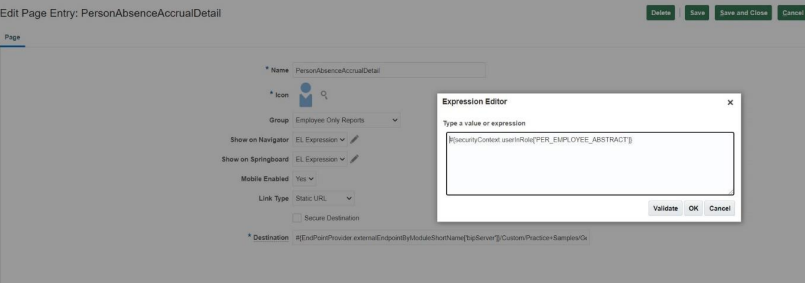 Edit Page Entry: PersonAbsenceAccrualDetail
Delete Save Save and Close Cancel
Page
* Name PersonAbsenceAccrualDetail
* Icon
Group Employee Only Reports
Show on Navigator EL Expression
Show on Springboard EL Expression
Mobile Enabled Yes
Link Type Static URL
Secure Destination
* Destination #{EndPointProvider.externalEndpointByModuleShortName['bipServer']}/Custom/Practice+Samples/Gu
Expression Editor ×
Type a value or expression
#{securityContext.userInRole['PER_EMPLOYEE_ABSTRACT']}
Validate OK Cancel